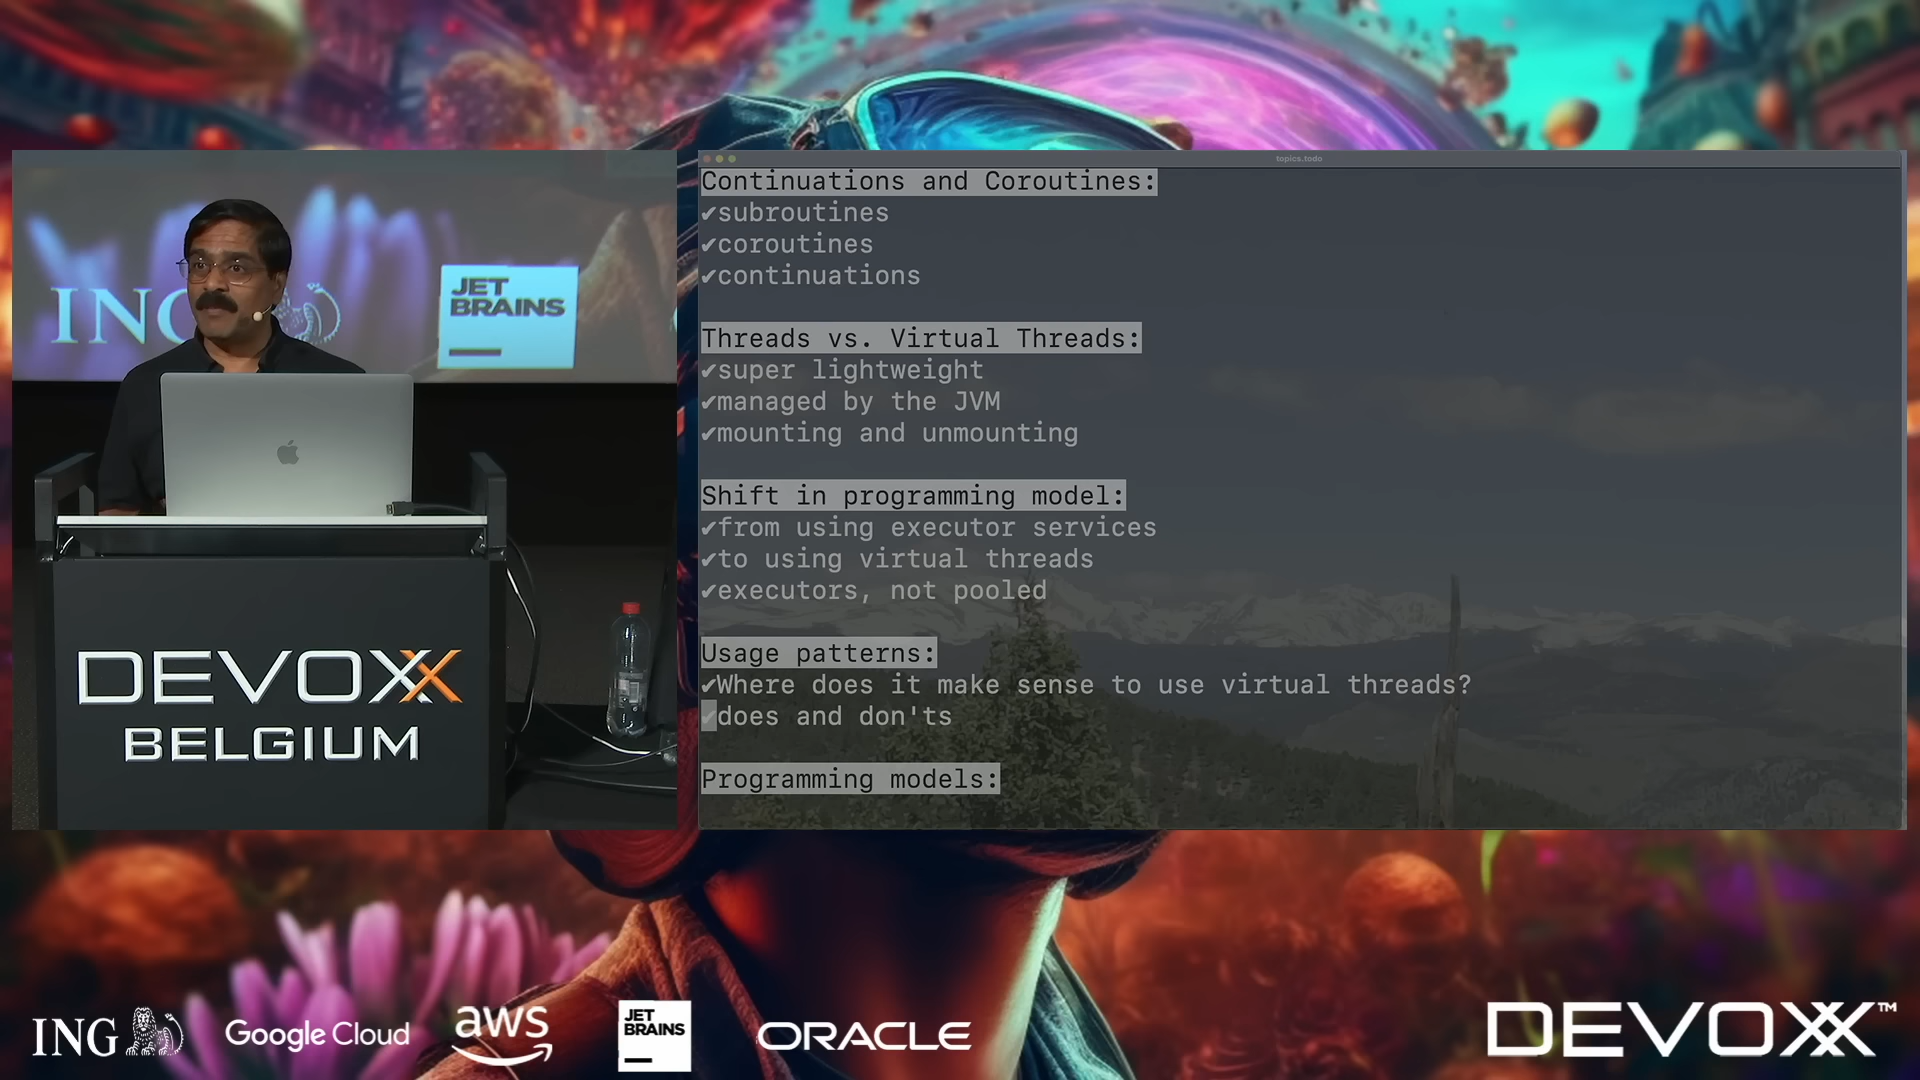 topics.todo
Continuations and Coroutines:
✔subroutines
✔coroutines
✔continuations
Threads vs. Virtual Threads:
✔super lightweight
✔managed by the JVM
✔mounting and unmounting
Shift in programming model:
✔from using executor services
✔to using virtual threads
✔executors, not pooled
Usage patterns:
✔Where does it make sense to use virtual threads?
✔does and don'ts
Programming models:
ING
JET
BRAINS
DEVOXX
BELGIUM
ING
Google Cloud
aws
JET
BRAINS
ORACLE
DEVOXX™